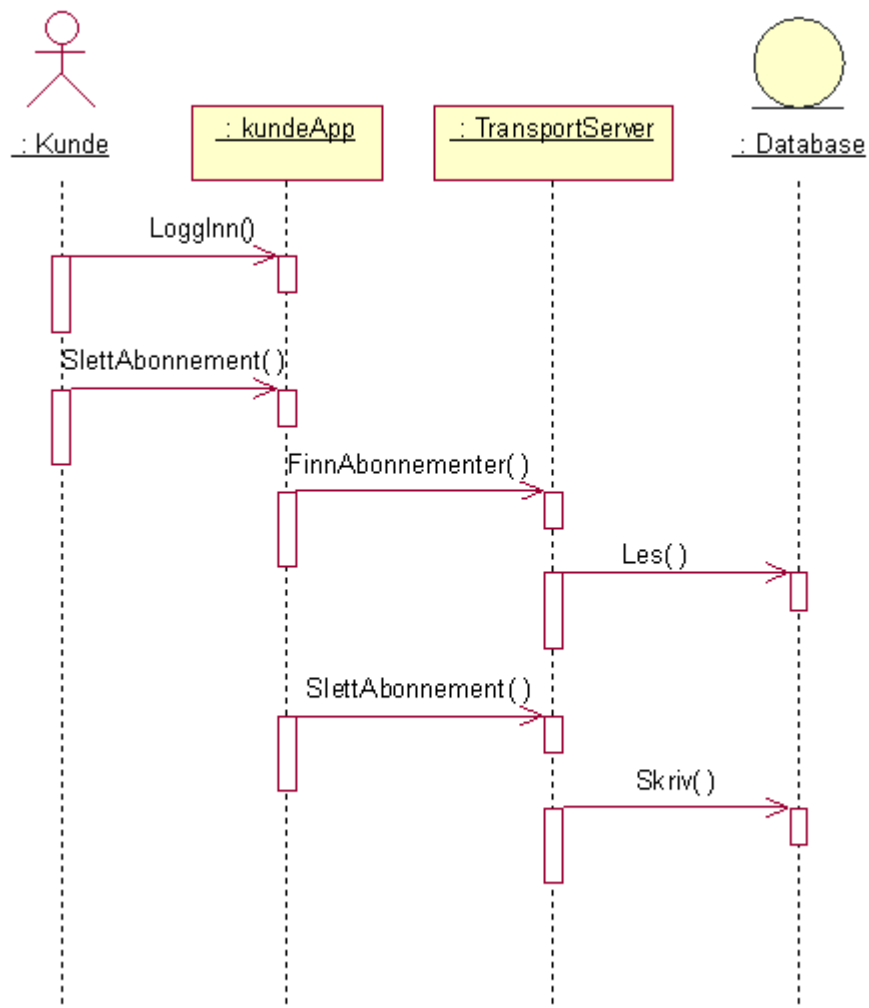 : Kunde
: kundeApp
: TransportServer
: Database
LoggInn()
SlettAbonnement( )
FinnAbonnementer( )
Les( )
SlettAbonnement( )
Skriv( )